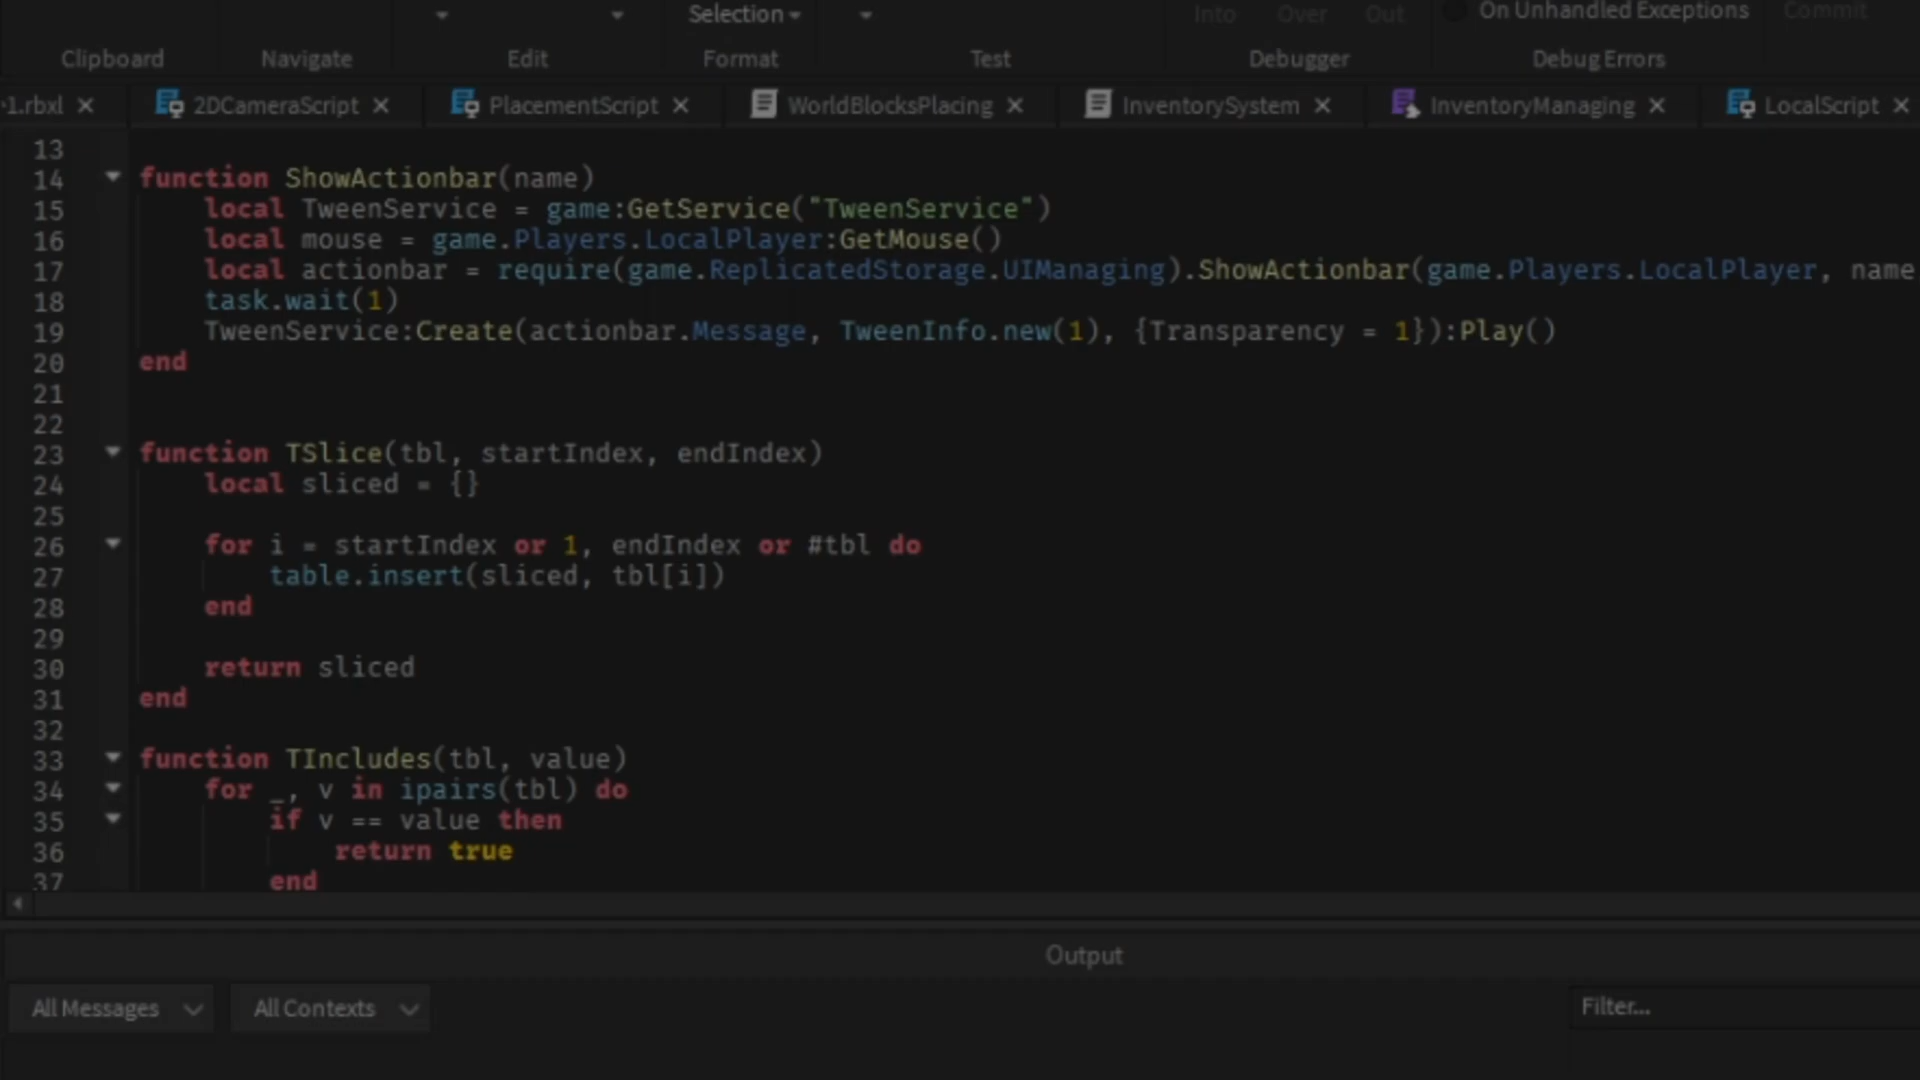 Selection
Into Over Out
On Unhandled Exceptions
Commit
Clipboard
Navigate
Edit
Format
Test
Debugger
Debug Errors
1.rbxl
2DCameraScript
PlacementScript
WorldBlocksPlacing
InventorySystem
InventoryManaging
LocalScript
13
14 function ShowActionbar(name)
15     local TweenService = game:GetService("TweenService")
16     local mouse = game.Players.LocalPlayer:GetMouse()
17     local actionbar = require(game.ReplicatedStorage.UIManaging).ShowActionbar(game.Players.LocalPlayer, name
18     task.wait(1)
19     TweenService:Create(actionbar.Message, TweenInfo.new(1), {Transparency = 1}):Play()
20 end
21
22
23 function TSlice(tbl, startIndex, endIndex)
24     local sliced = {}
25
26     for i = startIndex or 1, endIndex or #tbl do
27         table.insert(sliced, tbl[i])
28     end
29
30     return sliced
31 end
32
33 function TIncludes(tbl, value)
34     for _, v in ipairs(tbl) do
35         if v == value then
36             return true
37         end
Output
All Messages
All Contexts
Filter...